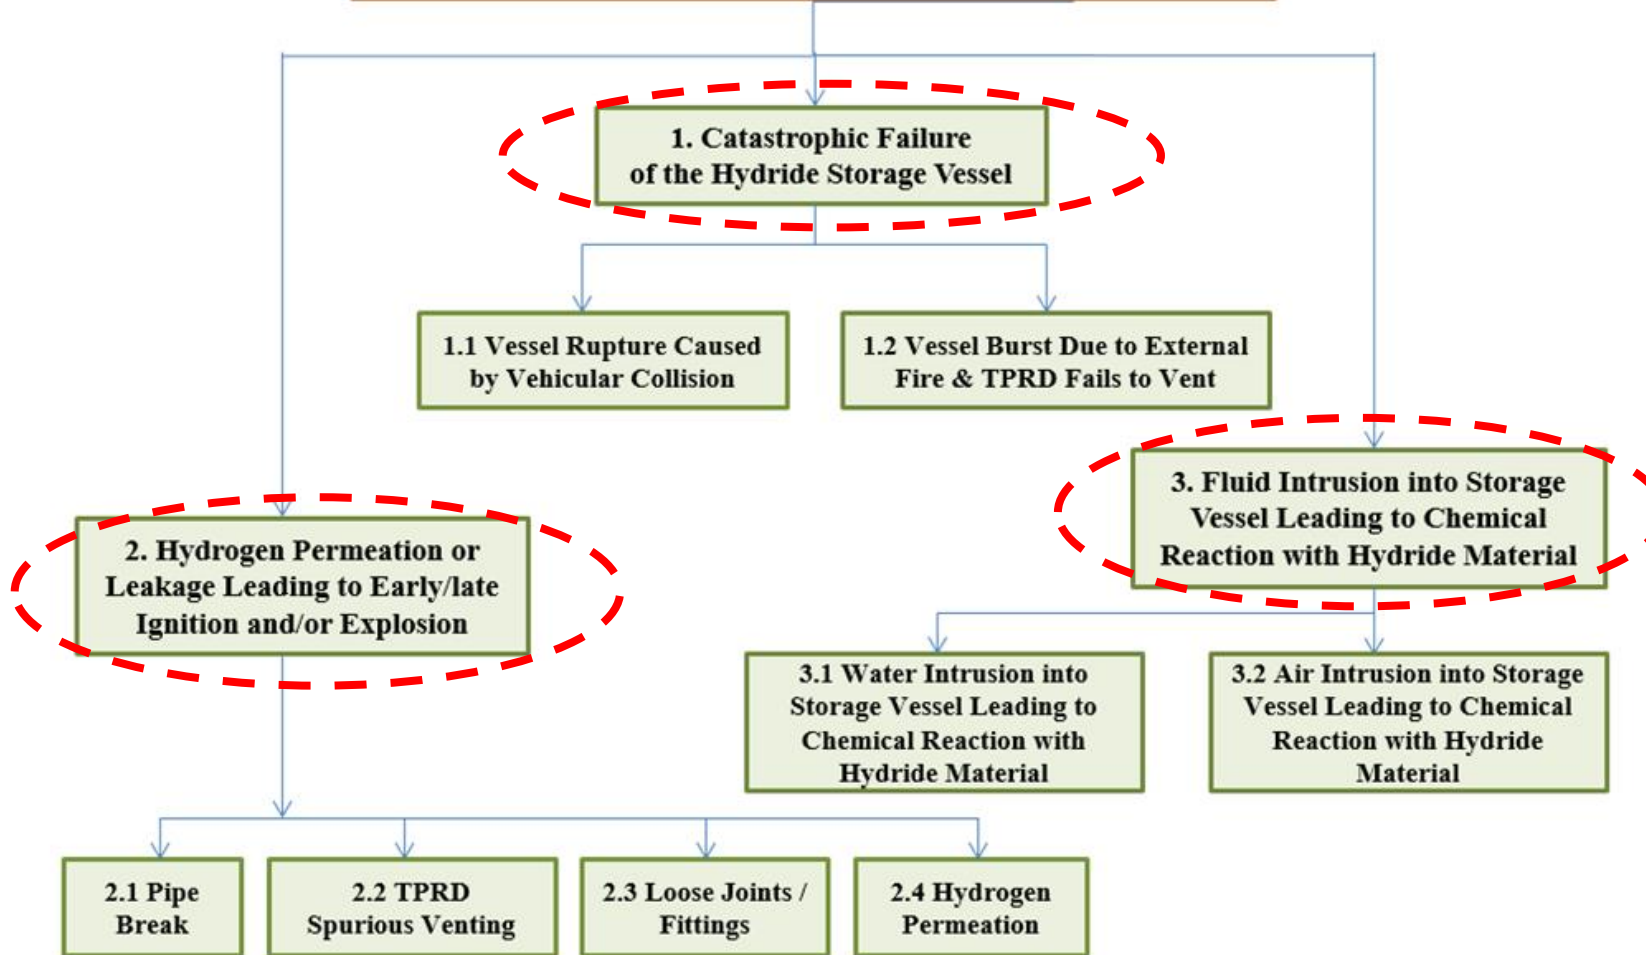 1. Catastrophic Failure
of the Hydride Storage Vessel
1.1 Vessel Rupture Caused
by Vehicular Collision
1.2 Vessel Burst Due to External
Fire & TPRD Fails to Vent
3. Fluid Intrusion into Storage
Vessel Leading to Chemical
Reaction with Hydride Material
2. Hydrogen Permeation or
Leakage Leading to Early/late
Ignition and/or Explosion
3.1 Water Intrusion into
Storage Vessel Leading to
Chemical Reaction with
Hydride Material
3.2 Air Intrusion into Storage
Vessel Leading to Chemical
Reaction with Hydride
Material
2.1 Pipe
Break
2.2 TPRD
Spurious Venting
2.3 Loose Joints /
Fittings
2.4 Hydrogen
Permeation